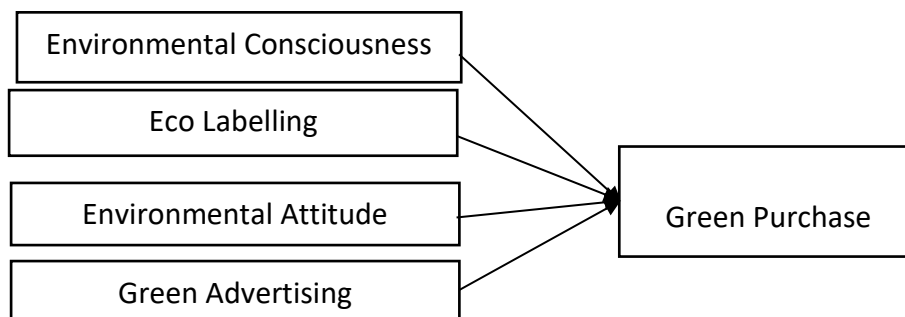 Environmental Consciousness
Eco Labelling
Environmental Attitude
Green Advertising
Green Purchase